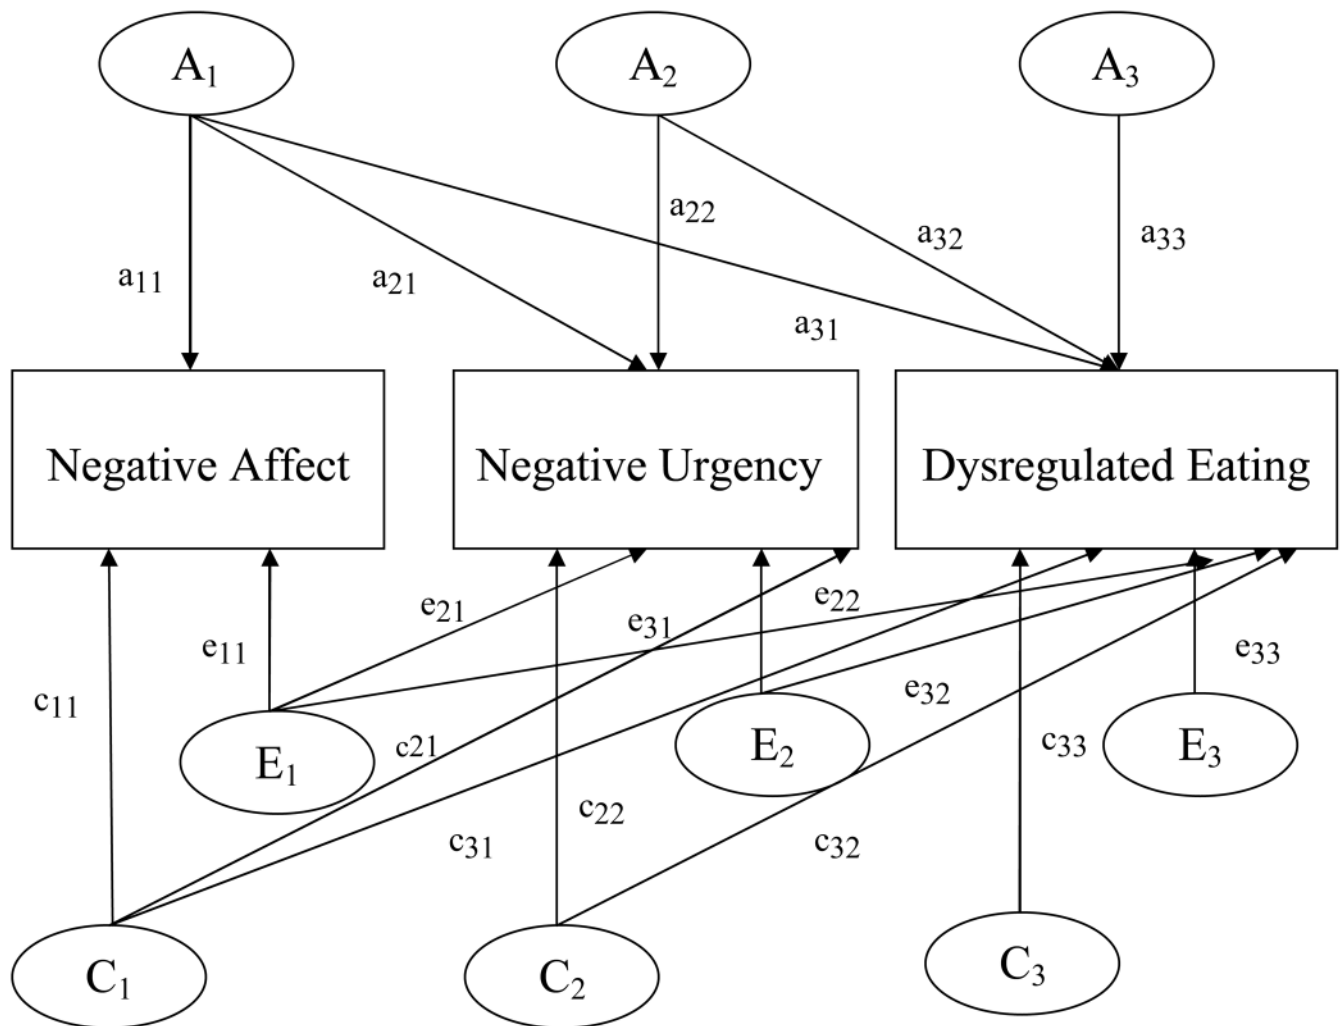 A₁ A₂ A₃
a₂₂
a₃₂ a₃₃
a₁₁ a₂₁
a₃₁
Negative Affect Negative Urgency Dysregulated Eating
e₂₁ e₃₁ e₂₂
e₁₁ e₃₃
c₁₁ e₃₂
c₂₁ c₃₃
E₁ E₂ E₃
c₂₂
c₃₁ c₃₂
C₁ C₂ C₃